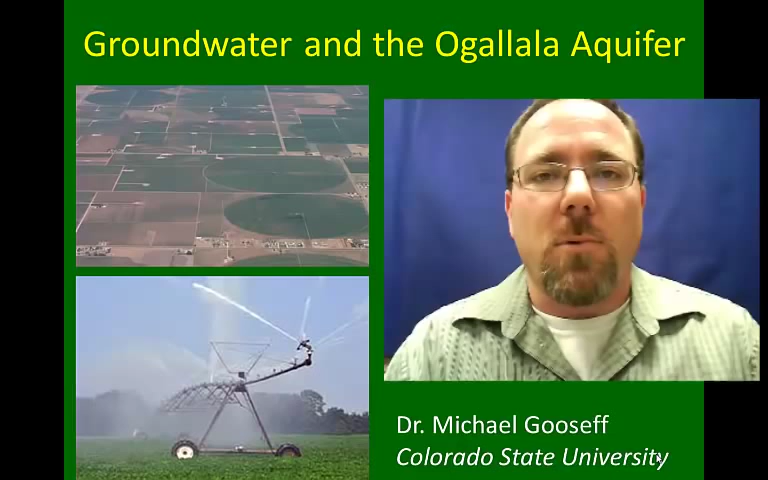 Groundwater and the Ogallala Aquifer
Dr. Michael Gooseff
Colorado State University